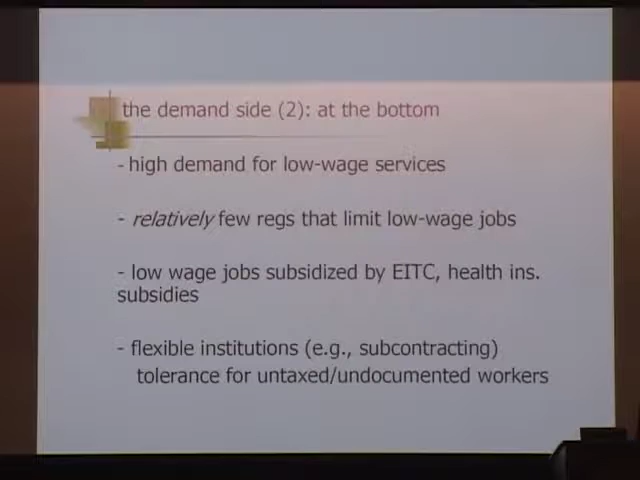 the demand side (2): at the bottom
- high demand for low-wage services
- relatively few regs that limit low-wage jobs
- low wage jobs subsidized by EITC, health ins.
subsidies
- flexible institutions (e.g., subcontracting)
tolerance for untaxed/undocumented workers